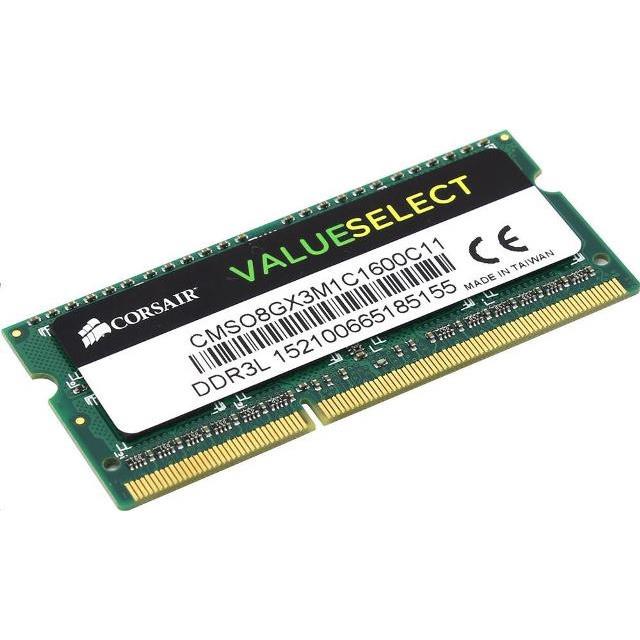 VALUESELECT
CORSAIR
CMSO8GX3M1C1600C11
CE
DDR3L 152100665185155
MADE IN TAIWAN